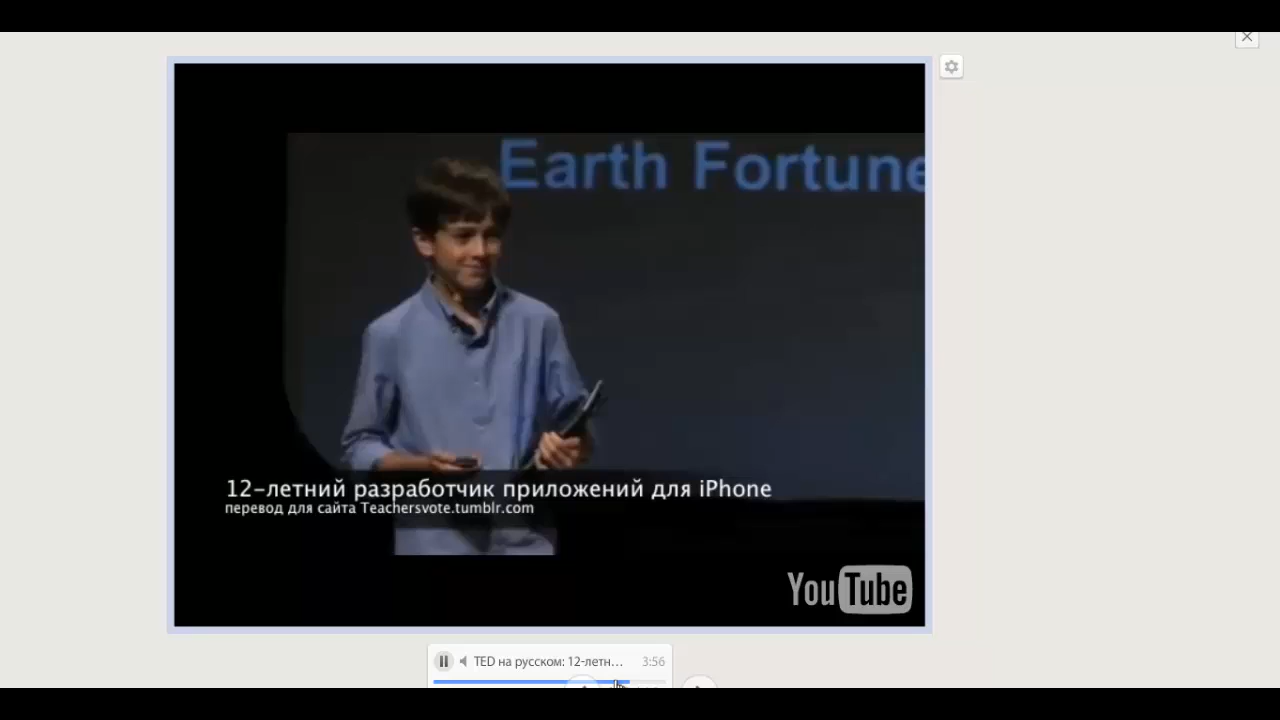 Earth Fortune
12-летний разработчик приложений для iPhone
перевод для сайта Teachersvote.tumblr.com
YouTube
TED на русском: 12-летн... 3:56